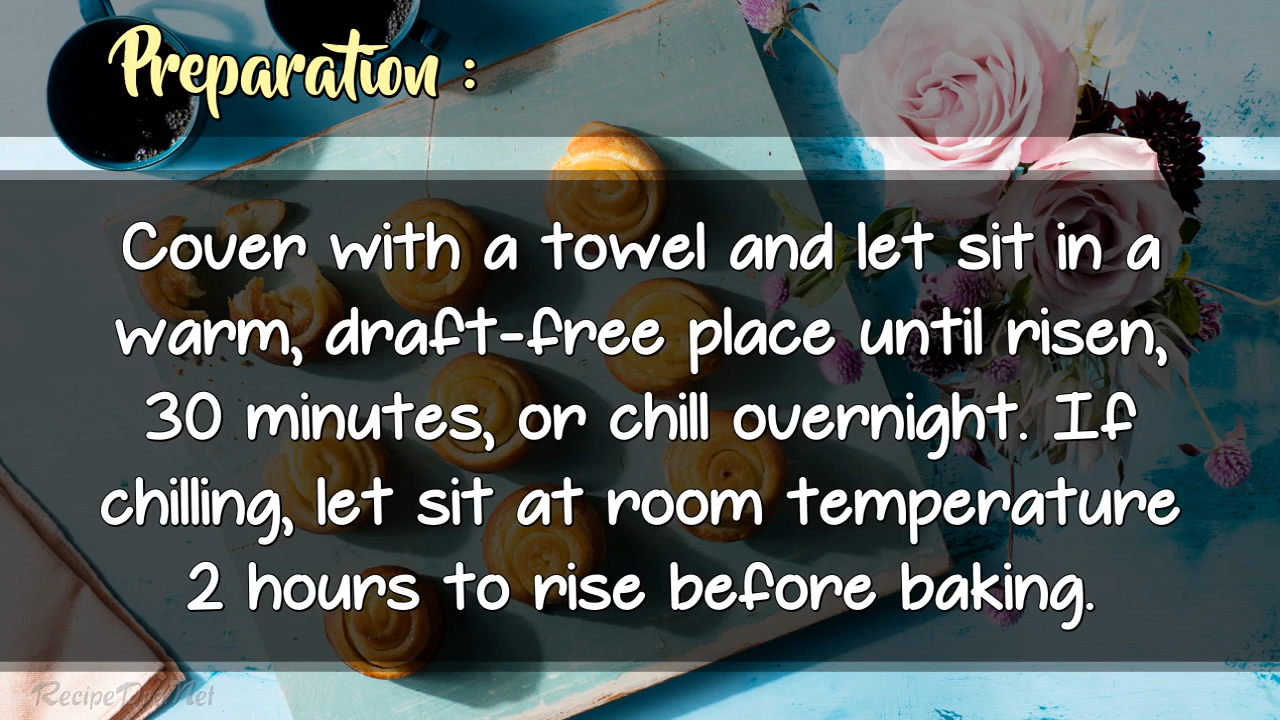 Preparation :
Cover with a towel and let sit in a
warm, draft-free place until risen,
30 minutes, or chill overnight. If
chilling, let sit at room temperature
2 hours to rise before baking.